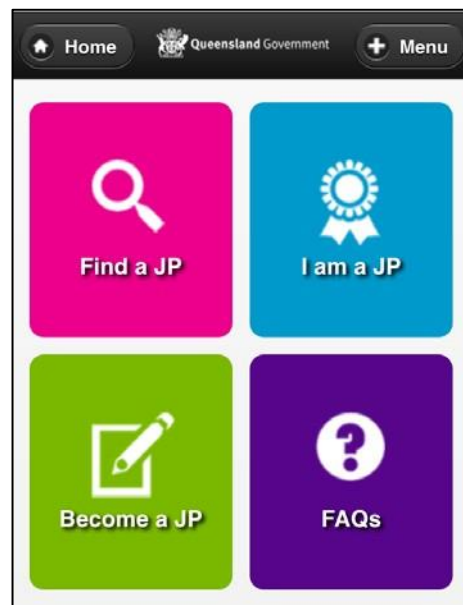 Home Queensland Government Menu
Find a JP I am a JP
Become a JP FAQs